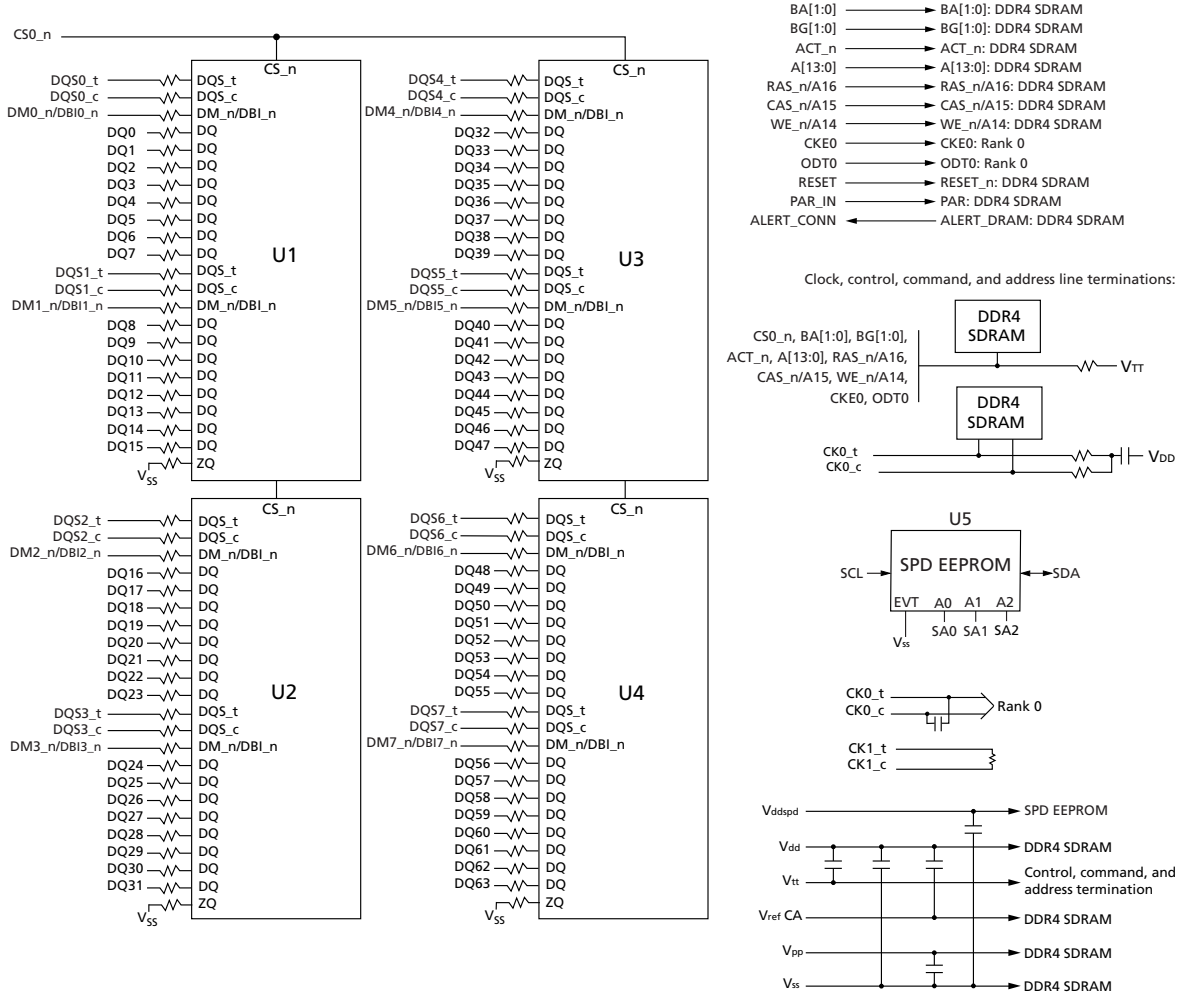 CS0_n
CS_n
DQS0_t DQS_t
DQS0_c DQS_c
DM0_n/DBI0_n DM_n/DBI_n
DQ0 DQ
DQ1 DQ
DQ2 DQ
DQ3 DQ
DQ4 DQ
DQ5 DQ
DQ6 DQ
DQ7 DQ
U1
DQS1_t DQS_t
DQS1_c DQS_c
DM1_n/DBI1_n DM_n/DBI_n
DQ8 DQ
DQ9 DQ
DQ10 DQ
DQ11 DQ
DQ12 DQ
DQ13 DQ
DQ14 DQ
DQ15 DQ
VSS ZQ
CS_n
DQS2_t DQS_t
DQS2_c DQS_c
DM2_n/DBI2_n DM_n/DBI_n
DQ16 DQ
DQ17 DQ
DQ18 DQ
DQ19 DQ
DQ20 DQ
DQ21 DQ
DQ22 DQ
DQ23 DQ
U2
DQS3_t DQS_t
DQS3_c DQS_c
DM3_n/DBI3_n DM_n/DBI_n
DQ24 DQ
DQ25 DQ
DQ26 DQ
DQ27 DQ
DQ28 DQ
DQ29 DQ
DQ30 DQ
DQ31 DQ
VSS ZQ
CS_n
DQS4_t DQS_t
DQS4_c DQS_c
DM4_n/DBI4_n DM_n/DBI_n
DQ32 DQ
DQ33 DQ
DQ34 DQ
DQ35 DQ
DQ36 DQ
DQ37 DQ
DQ38 DQ
DQ39 DQ
U3
DQS5_t DQS_t
DQS5_c DQS_c
DM5_n/DBI5_n DM_n/DBI_n
DQ40 DQ
DQ41 DQ
DQ42 DQ
DQ43 DQ
DQ44 DQ
DQ45 DQ
DQ46 DQ
DQ47 DQ
VSS ZQ
CS_n
DQS6_t DQS_t
DQS6_c DQS_c
DM6_n/DBI6_n DM_n/DBI_n
DQ48 DQ
DQ49 DQ
DQ50 DQ
DQ51 DQ
DQ52 DQ
DQ53 DQ
DQ54 DQ
DQ55 DQ
U4
DQS7_t DQS_t
DQS7_c DQS_c
DM7_n/DBI7_n DM_n/DBI_n
DQ56 DQ
DQ57 DQ
DQ58 DQ
DQ59 DQ
DQ60 DQ
DQ61 DQ
DQ62 DQ
DQ63 DQ
VSS ZQ
BA[1:0] BA[1:0]: DDR4 SDRAM
BG[1:0] BG[1:0]: DDR4 SDRAM
ACT_n ACT_n: DDR4 SDRAM
A[13:0] A[13:0]: DDR4 SDRAM
RAS_n/A16 RAS_n/A16: DDR4 SDRAM
CAS_n/A15 CAS_n/A15: DDR4 SDRAM
WE_n/A14 WE_n/A14: DDR4 SDRAM
CKE0 CKE0: Rank 0
ODT0 ODT0: Rank 0
RESET RESET_n: DDR4 SDRAM
PAR_IN PAR: DDR4 SDRAM
ALERT_CONN ALERT_DRAM: DDR4 SDRAM
Clock, control, command, and address line terminations:
DDR4
SDRAM
CS0_n, BA[1:0], BG[1:0],
ACT_n, A[13:0], RAS_n/A16,
CAS_n/A15, WE_n/A14,
CKE0, ODT0
VTT
DDR4
SDRAM
CK0_t
CK0_c
VDD
U5
SPD EEPROM
SCL SDA
EVT A0 A1 A2
Vss SA0 SA1 SA2
CK0_t
CK0_c
Rank 0
CK1_t
CK1_c
Vddspd SPD EEPROM
Vdd DDR4 SDRAM
Vtt Control, command, and
address termination
Vref CA DDR4 SDRAM
Vpp DDR4 SDRAM
Vss DDR4 SDRAM